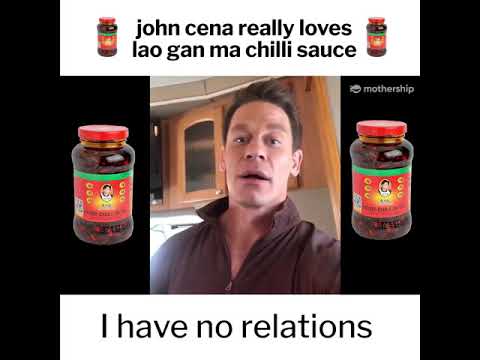 john cena really loves
lao gan ma chilli sauce
mothership
I have no relations